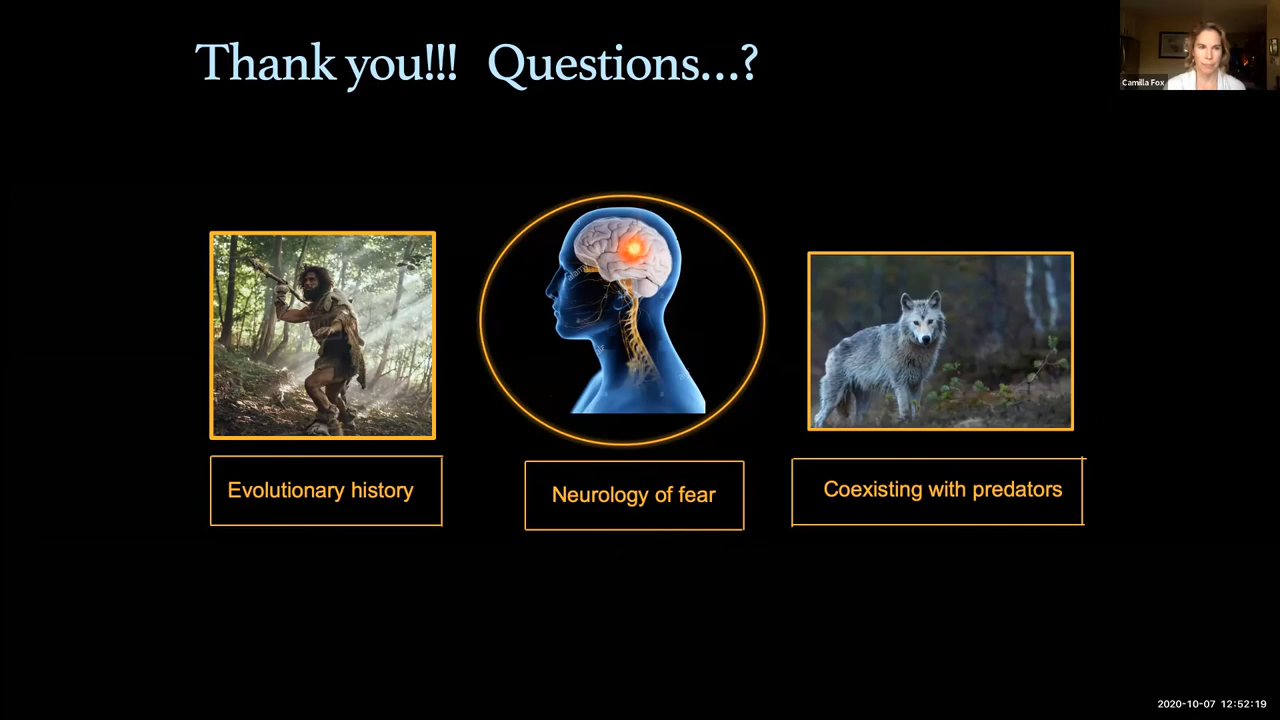 Thank you!!! Questions...?
Camilla Fox
Evolutionary history
Neurology of fear
Coexisting with predators
2020-10-07 12:52:19